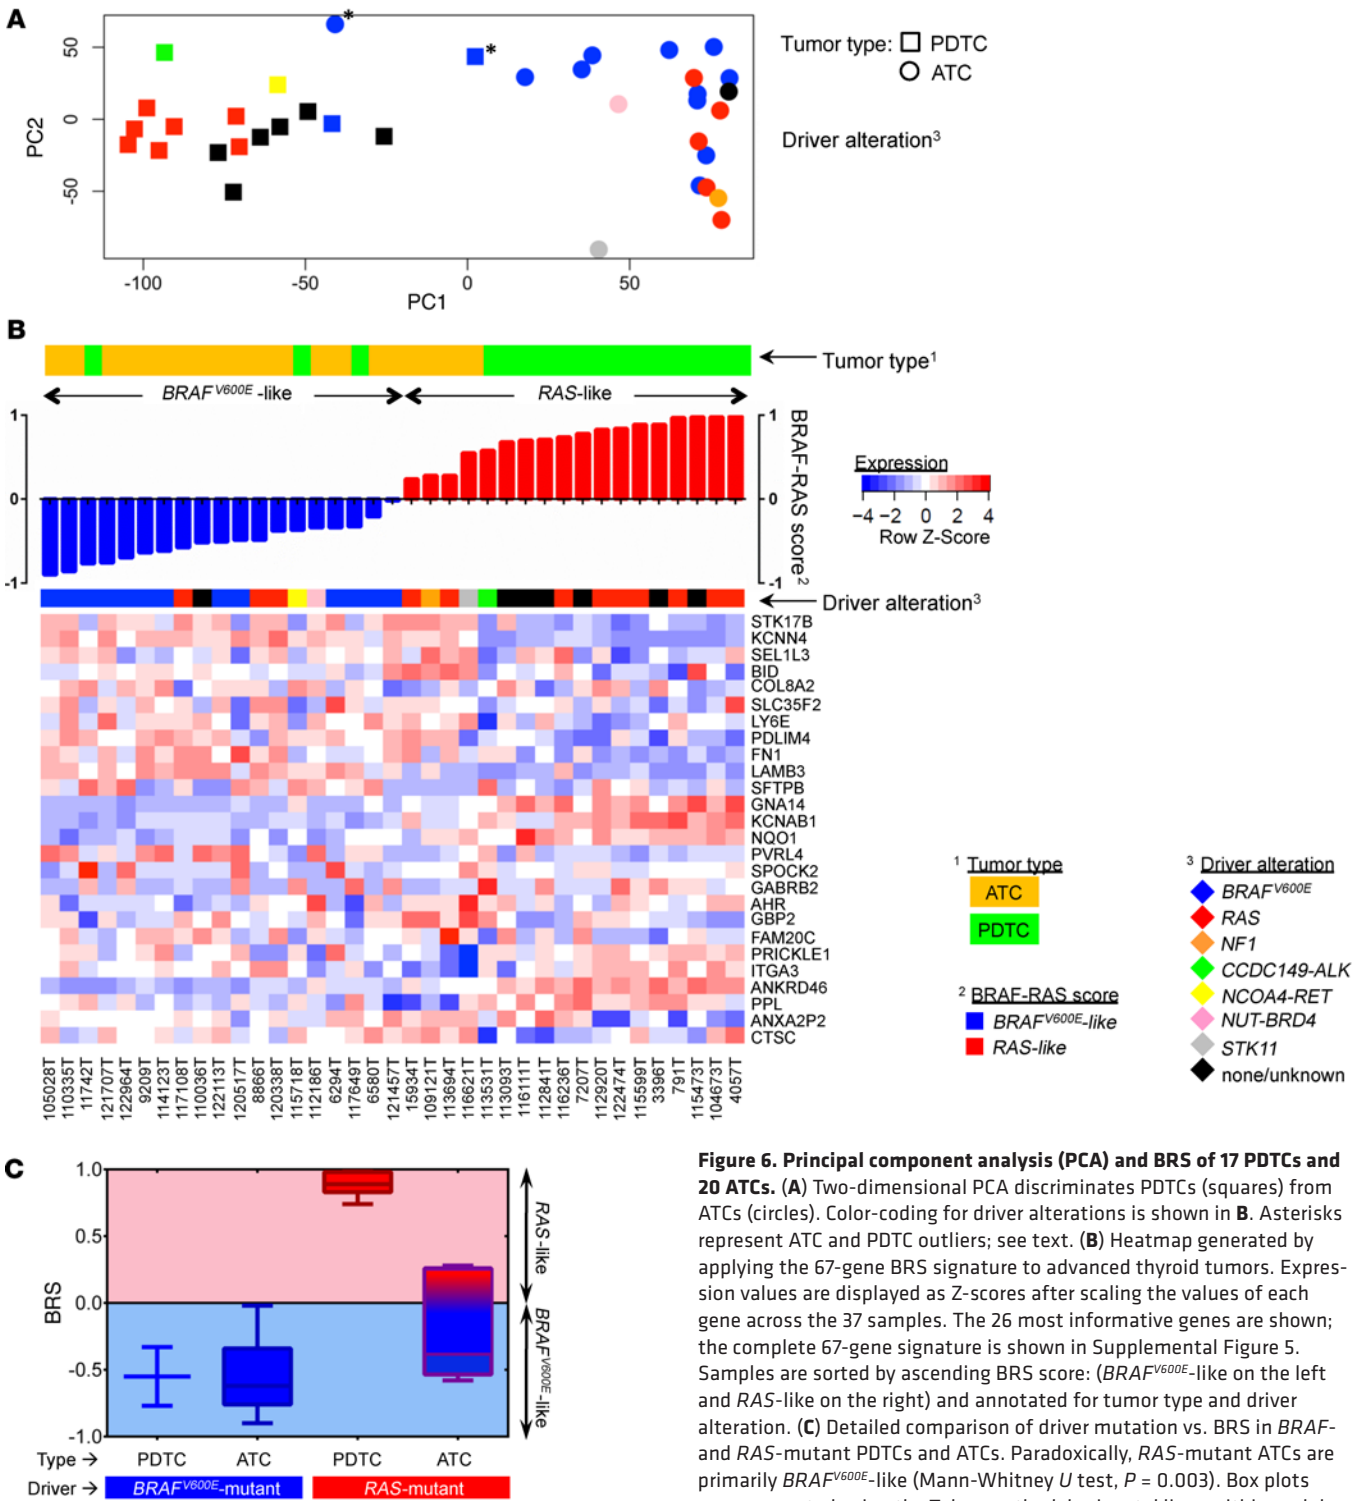 A
50
0
-50
PC2
-100
-50
0
50
PC1
*
*
Tumor type: PDTC
ATC
Driver alteration3
B
Tumor type1
BRAFV600E -like
RAS-like
1
0
-1
1
0
-1
BRAF-RAS score2
Expression
−4 −2 0 2 4
Row Z-Score
Driver alteration3
STK17B
KCNN4
SEL1L3
BID
COL8A2
SLC35F2
LY6E
PDLIM4
FN1
LAMB3
SFTPB
GNA14
KCNAB1
NQO1
PVRL4
SPOCK2
GABRB2
AHR
GBP2
FAM20C
PRICKLE1
ITGA3
ANKRD46
PPL
ANXA2P2
CTSC
105028T
110335T
11742T
121707T
122964T
9209T
114123T
117108T
110036T
122113T
120517T
8866T
120338T
115718T
112186T
6294T
117649T
6580T
121457T
15934T
109121T
113694T
116621T
113531T
113093T
116111T
112841T
116236T
7207T
112920T
122474T
115599T
3396T
791T
115473T
104673T
4057T
1 Tumor type
ATC
PDTC
2 BRAF-RAS score
BRAFV600E-like
RAS-like
3 Driver alteration
BRAFV600E
RAS
NF1
CCDC149-ALK
NCOA4-RET
NUT-BRD4
STK11
none/unknown
C
1.0
0.5
0.0
-0.5
-1.0
BRS
RAS-like
BRAFV600E-like
Type → PDTC ATC PDTC ATC
Driver → BRAFV600E-mutant RAS-mutant
Figure 6. Principal component analysis (PCA) and BRS of 17 PDTCs and
20 ATCs. (A) Two-dimensional PCA discriminates PDTCs (squares) from
ATCs (circles). Color-coding for driver alterations is shown in B. Asterisks
represent ATC and PDTC outliers; see text. (B) Heatmap generated by
applying the 67-gene BRS signature to advanced thyroid tumors. Expres-
sion values are displayed as Z-scores after scaling the values of each
gene across the 37 samples. The 26 most informative genes are shown;
the complete 67-gene signature is shown in Supplemental Figure 5.
Samples are sorted by ascending BRS score: (BRAFV600E-like on the left
and RAS-like on the right) and annotated for tumor type and driver
alteration. (C) Detailed comparison of driver mutation vs. BRS in BRAF-
and RAS-mutant PDTCs and ATCs. Paradoxically, RAS-mutant ATCs are
primarily BRAFV600E-like (Mann-Whitney U test, P = 0.003). Box plots